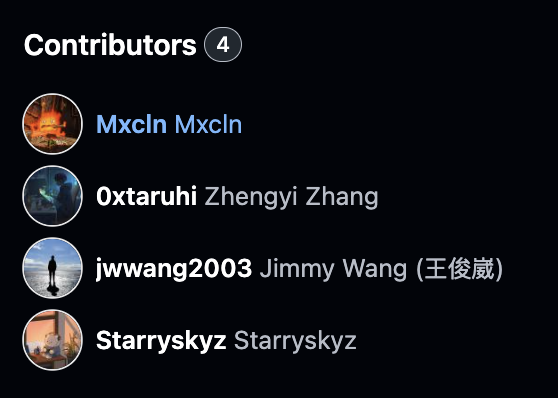 Contributors 4
Mxcln Mxcln
0xtaruhi Zhengyi Zhang
jwwang2003 Jimmy Wang (王俊崴)
Starryskyz Starryskyz